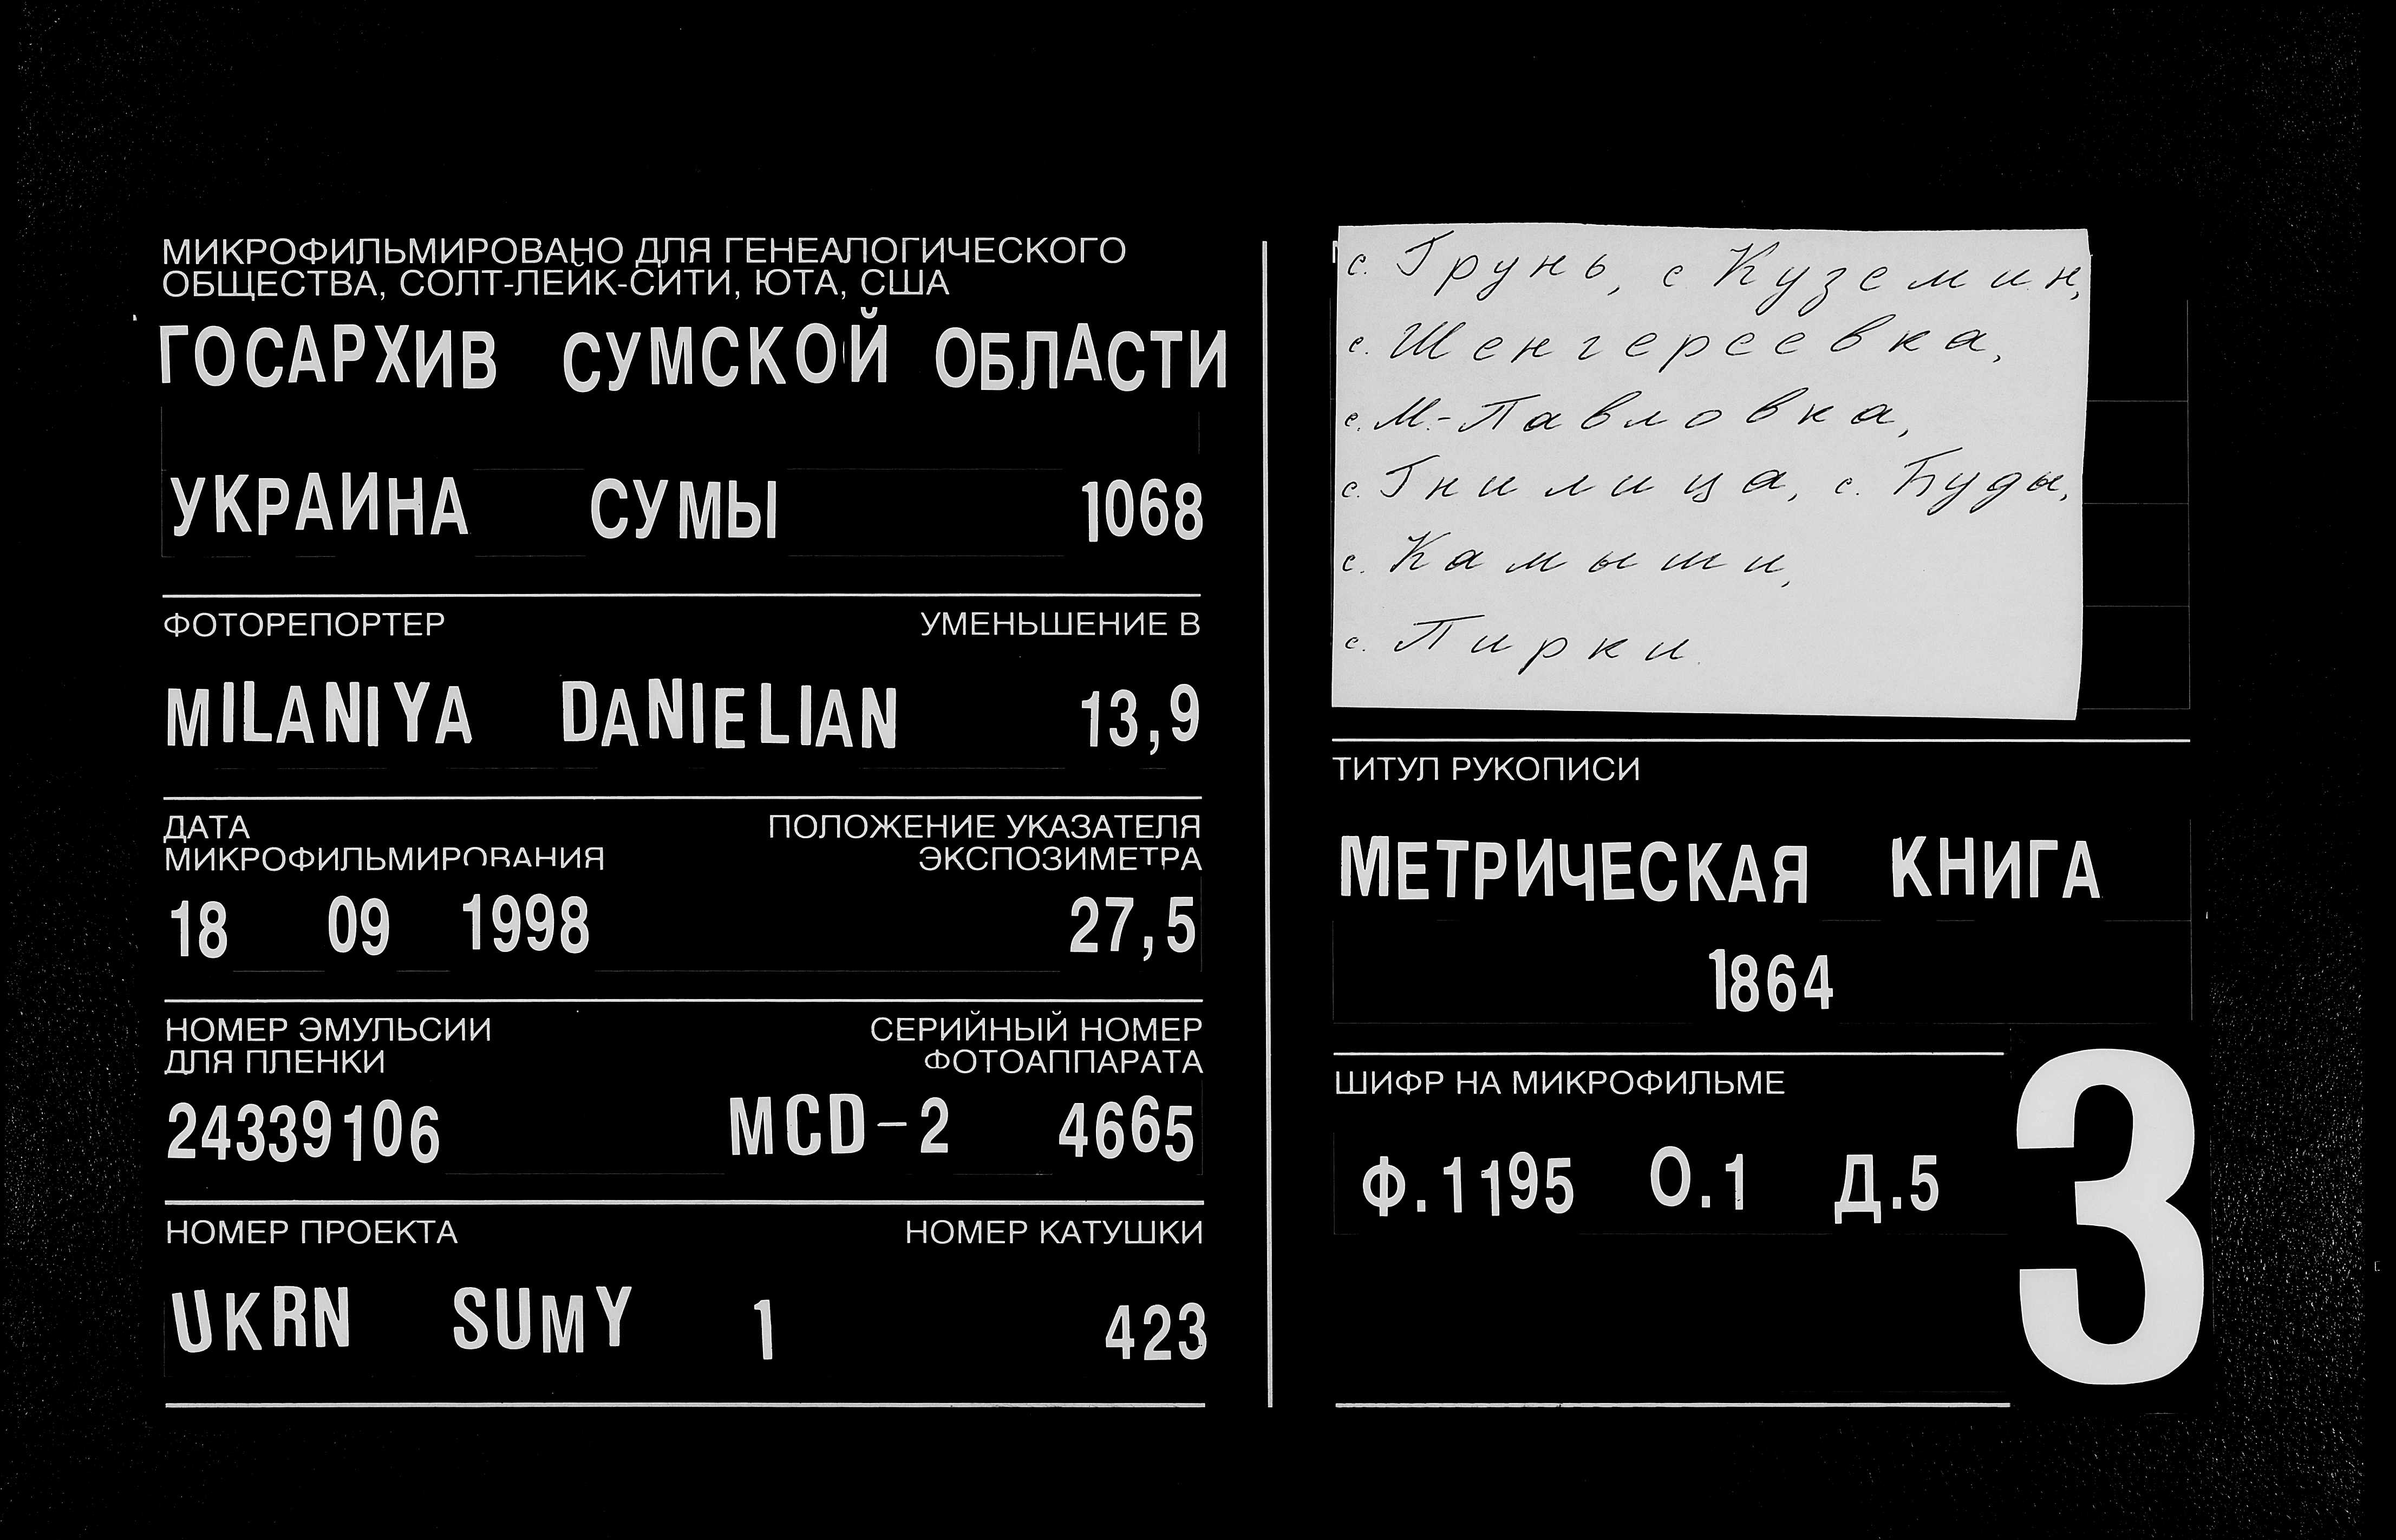 МИКРОФИЛЬМИРОВАНО ДЛЯ ГЕНЕАЛОГИЧЕСКОГО
ОБЩЕСТВА, СОЛТ-ЛЕЙК-СИТИ, ЮТА, США
ГОСАРХИВ СУМСКОЙ ОБЛАСТИ
УКРАИНА СУМЫ 1068
ФОТОРЕПОРТЕР УМЕНЬШЕНИЕ В
MILANIYA DANIELIAN 13,9
ДАТА ПОЛОЖЕНИЕ УКАЗАТЕЛЯ
МИКРОФИЛЬМИРОВАНИЯ ЭКСПОЗИМЕТРА
18 09 1998 27,5
НОМЕР ЭМУЛЬСИИ СЕРИЙНЫЙ НОМЕР
ДЛЯ ПЛЕНКИ ФОТОАППАРАТА
24339106 MCD-2 4665
НОМЕР ПРОЕКТА НОМЕР КАТУШКИ
UKRN SUMY 1 423
с. Грунь, с Куземин,
с. Шенгереевка,
с. М.-Павловка,
с. Гнилица, с. Буды,
с. Камыши,
с. Пирки.
ТИТУЛ РУКОПИСИ
МЕТРИЧЕСКАЯ КНИГА
1864
ШИФР НА МИКРОФИЛЬМЕ
Ф.1195 О.1 Д.5
3